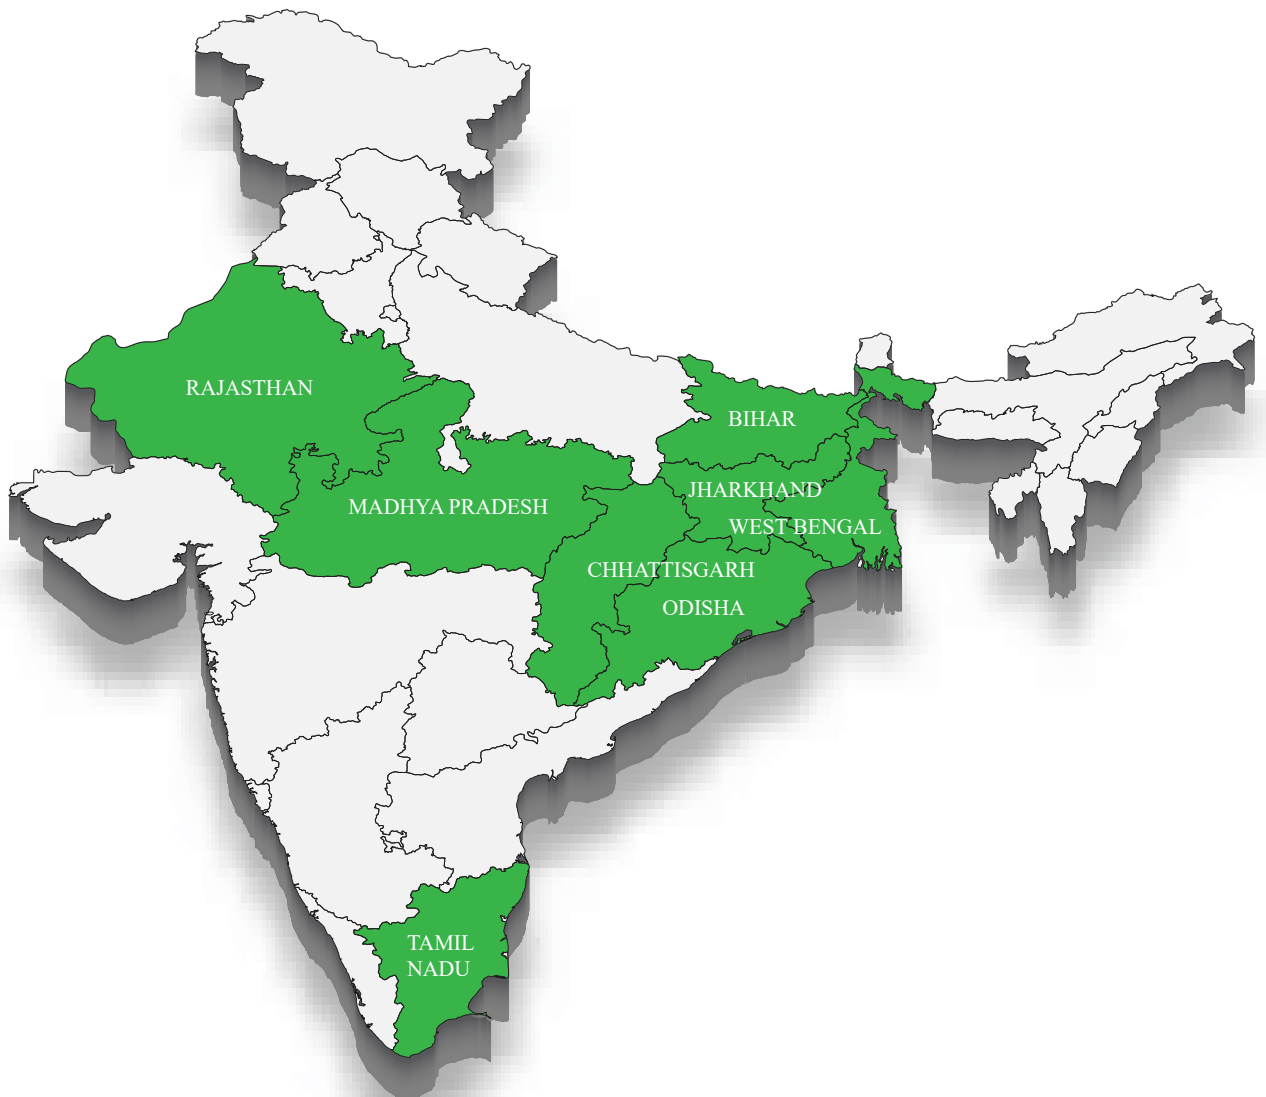 RAJASTHAN
BIHAR
JHARKHAND
MADHYA PRADESH
WEST BENGAL
CHHATTISGARH
ODISHA
TAMIL
NADU